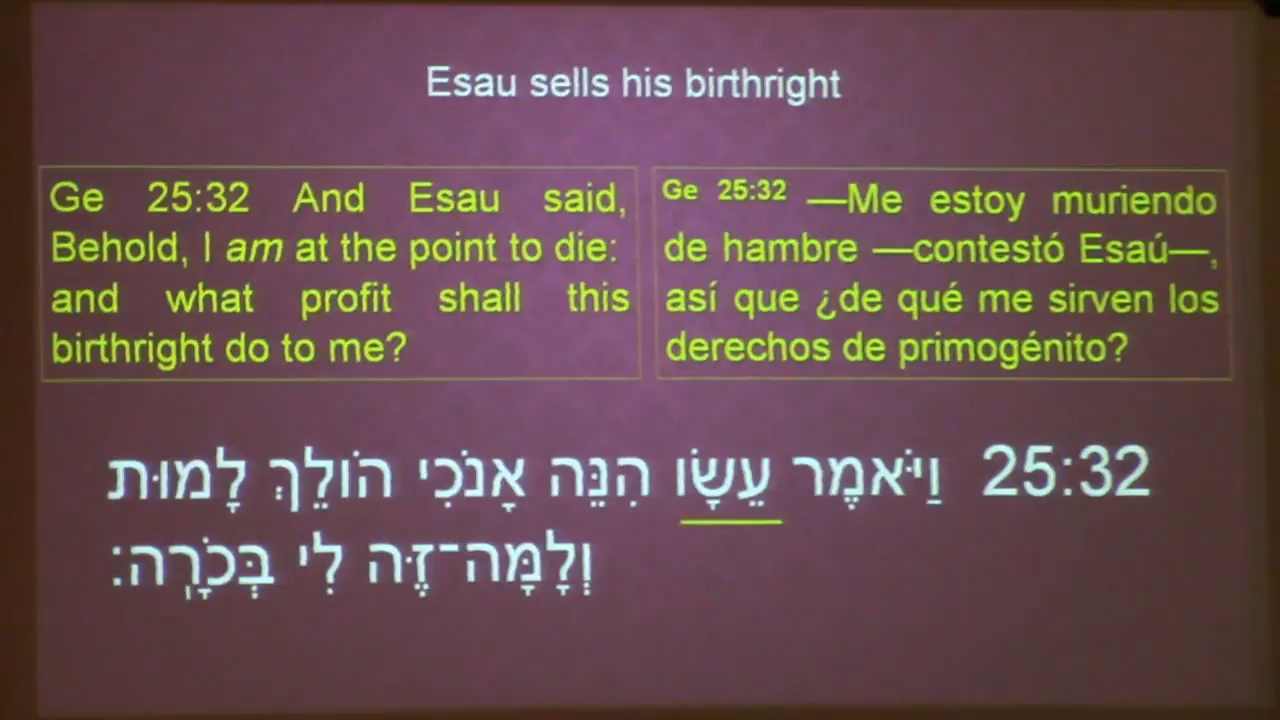 Esau sells his birthright
Ge 25:32 And Esau said,
Behold, I am at the point to die:
and what profit shall this
birthright do to me?
Ge 25:32 —Me estoy muriendo
de hambre —contestó Esaú—,
así que ¿de qué me sirven los
derechos de primogénito?
25:32 וַיֹּאמֶר עֵשָׂו הִנֵּה אָנֹכִי הוֹלֵךְ לָמוּת
וְלָמָּה־זֶּה לִי בְּכֹרָֽה׃